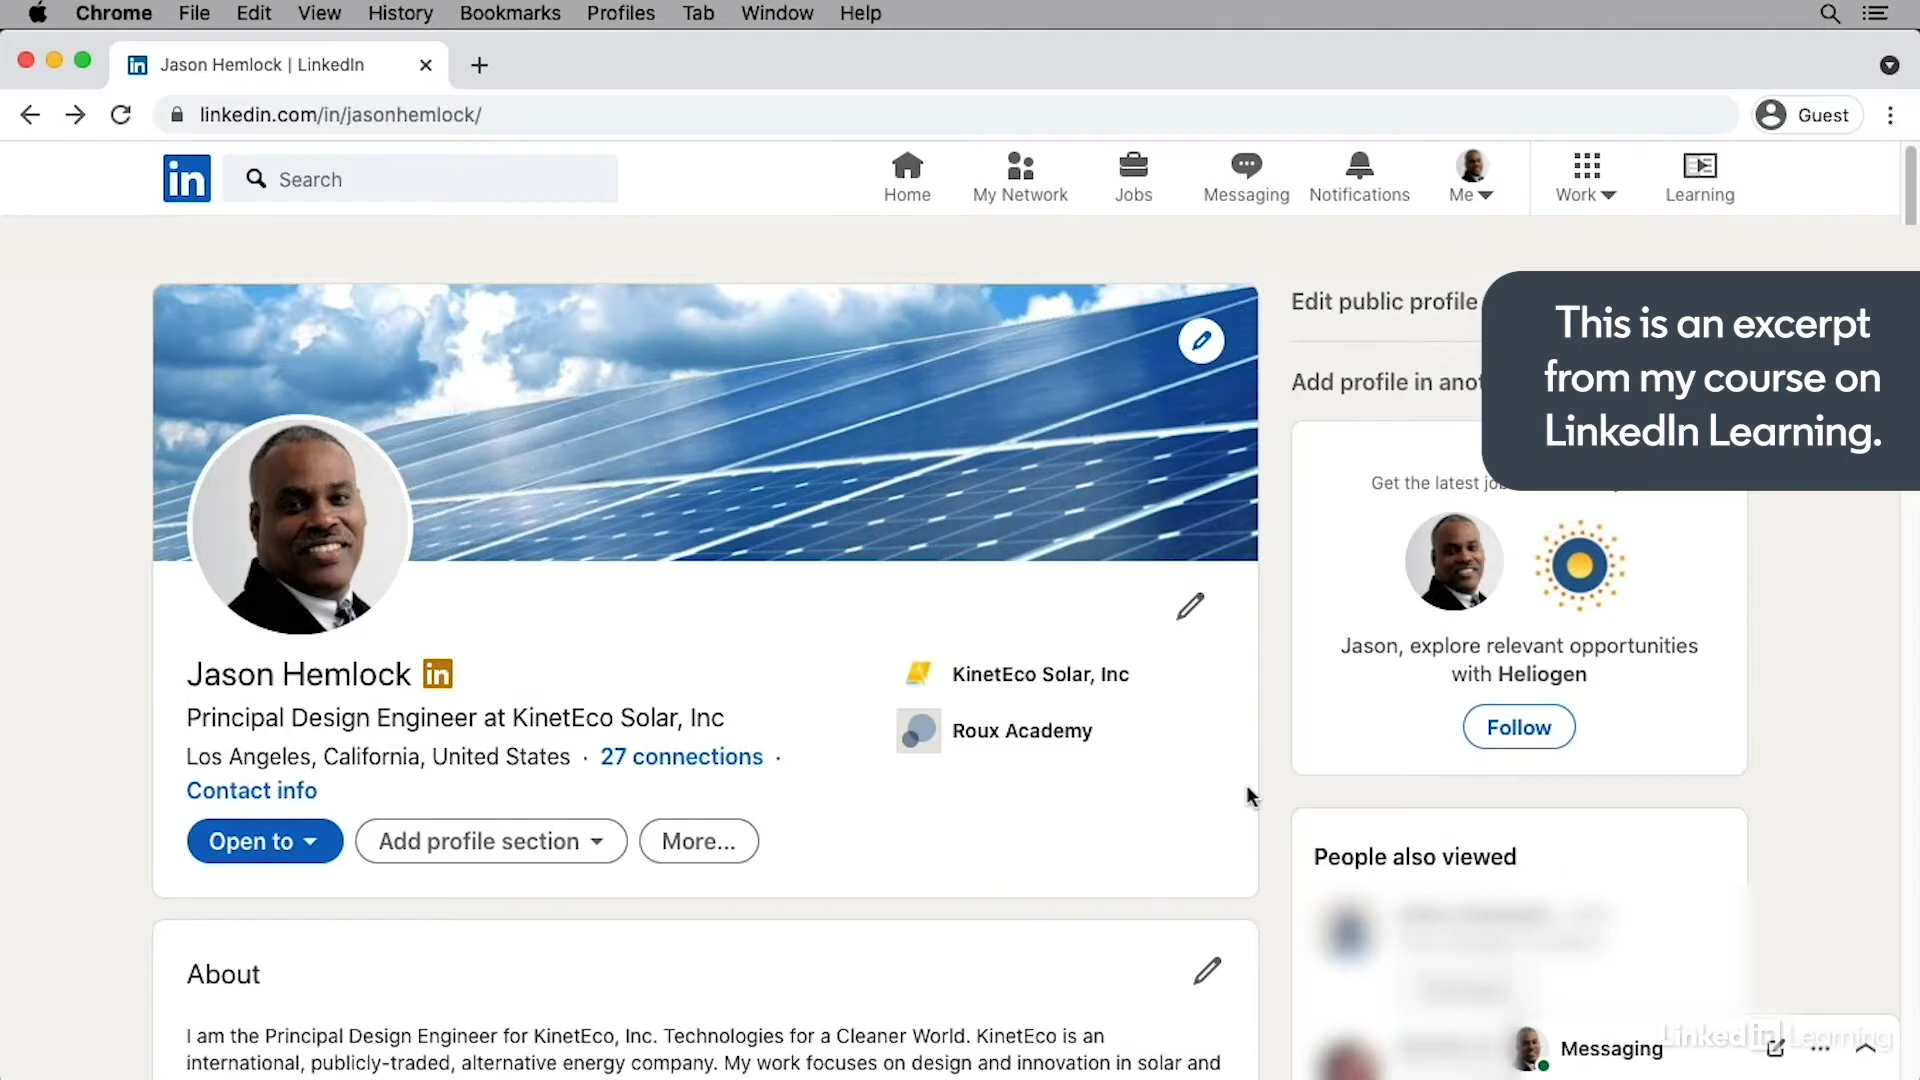 Chrome File Edit View History Bookmarks Profiles Tab Window Help
Jason Hemlock | LinkedIn
linkedin.com/in/jasonhemlock/
Guest
in
Search
Home
My Network
Jobs
Messaging
Notifications
Me
Work
Learning
Edit public profile
Add profile in ano
This is an excerpt
from my course on
LinkedIn Learning.
Get the latest jo
Jason, explore relevant opportunities
with Heliogen
Follow
Jason Hemlock in
Principal Design Engineer at KinetEco Solar, Inc
Los Angeles, California, United States · 27 connections ·
Contact info
KinetEco Solar, Inc
Roux Academy
Open to
Add profile section
More...
People also viewed
About
I am the Principal Design Engineer for KinetEco, Inc. Technologies for a Cleaner World. KinetEco is an
international, publicly-traded, alternative energy company. My work focuses on design and innovation in solar and
Messaging
LinkedIn Learning